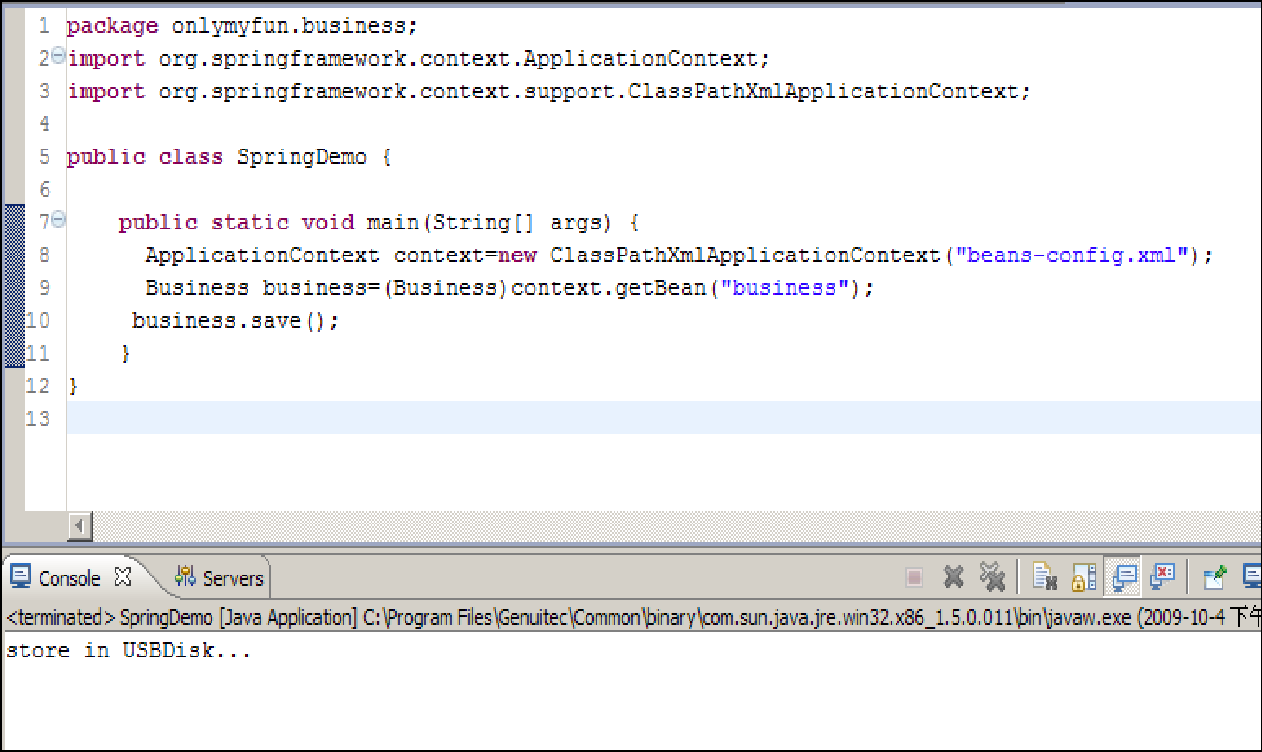 1 package onlymyfun.business;
2 import org.springframework.context.ApplicationContext;
3 import org.springframework.context.support.ClassPathXmlApplicationContext;
4
5 public class SpringDemo {
6
7 public static void main(String[] args) {
8 ApplicationContext context=new ClassPathXmlApplicationContext("beans-config.xml");
9 Business business=(Business)context.getBean("business");
10 business.save();
11 }
12 }
13
Console Servers
<terminated> SpringDemo [Java Application] C:\Program Files\Genuitec\Common\binary\com.sun.java.jre.win32.x86_1.5.0.011\bin\javaw.exe (2009-10-4 下午
store in USBDisk...